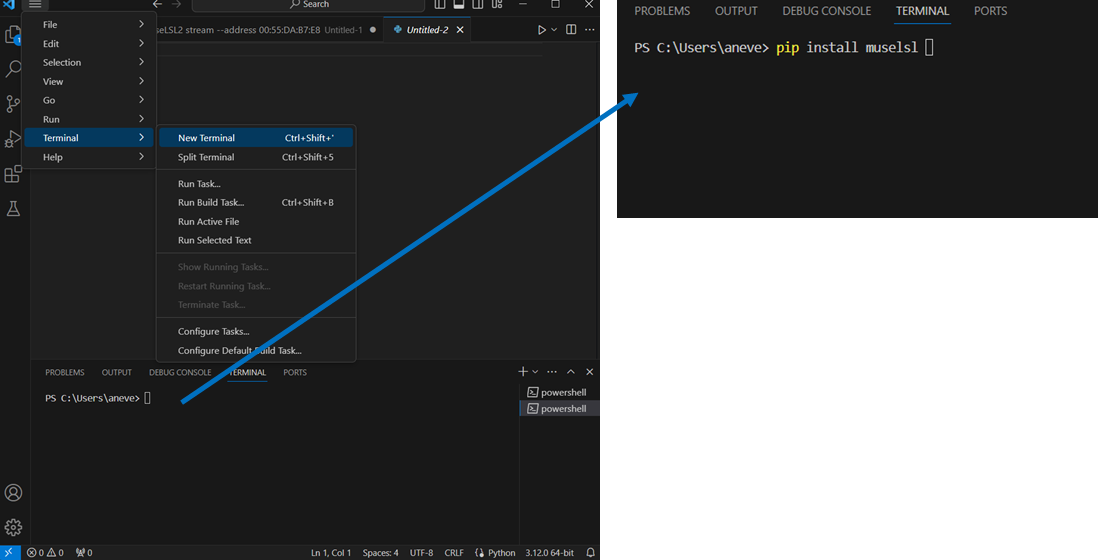 Search
File
Edit
Selection
View
Go
Run
Terminal
Help
1
eLSL2 stream --address 00:55:DA:B7:E8 Untitled-1
Untitled-2
New Terminal Ctrl+Shift+'
Split Terminal Ctrl+Shift+5
Run Task...
Run Build Task... Ctrl+Shift+B
Run Active File
Run Selected Text
Show Running Tasks...
Restart Running Task...
Terminate Task...
Configure Tasks...
Configure Default Build Task...
PROBLEMS OUTPUT DEBUG CONSOLE TERMINAL PORTS
PS C:\Users\aneve>
powershell
powershell
0 0 0 Ln 1, Col 1 Spaces: 4 UTF-8 CRLF Python 3.12.0 64-bit
PROBLEMS OUTPUT DEBUG CONSOLE TERMINAL PORTS
PS C:\Users\aneve> pip install muselsl